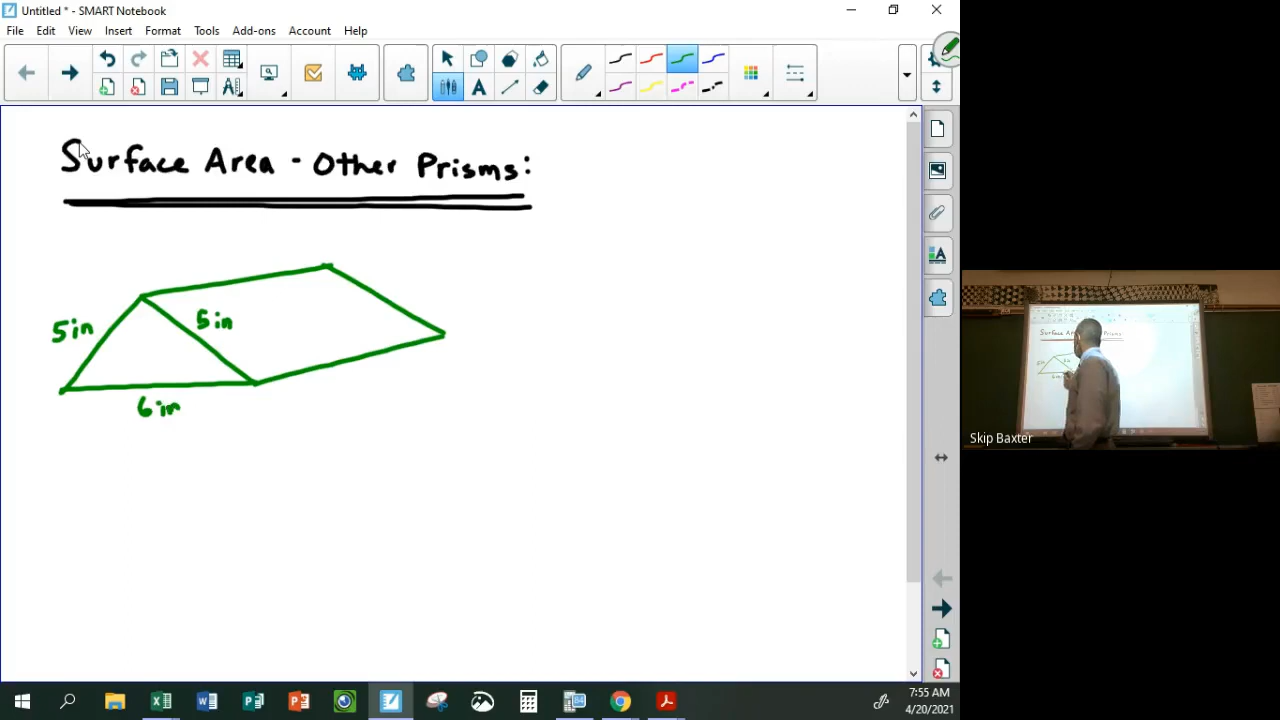 Untitled * - SMART Notebook
File Edit View Insert Format Tools Add-ons Account Help
Surface Area - Other Prisms:
5in
5in
6in
Skip Baxter
7:55 AM
4/20/2021